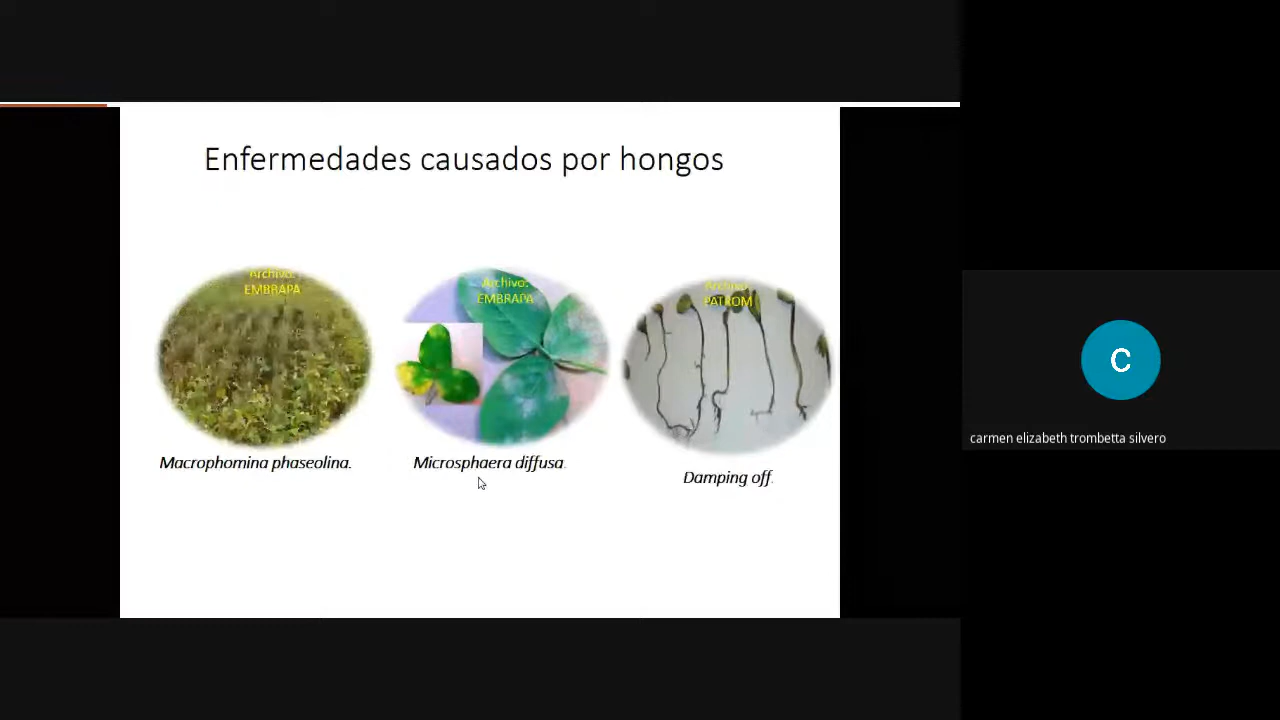 Enfermedades causados por hongos
Archivo:
EMBRAPA
Archivo:
EMBRAPA
Archivo:
PATROM
Macrophomina phaseolina.
Microsphaera diffusa.
Damping off.
C
carmen elizabeth trombetta silvero